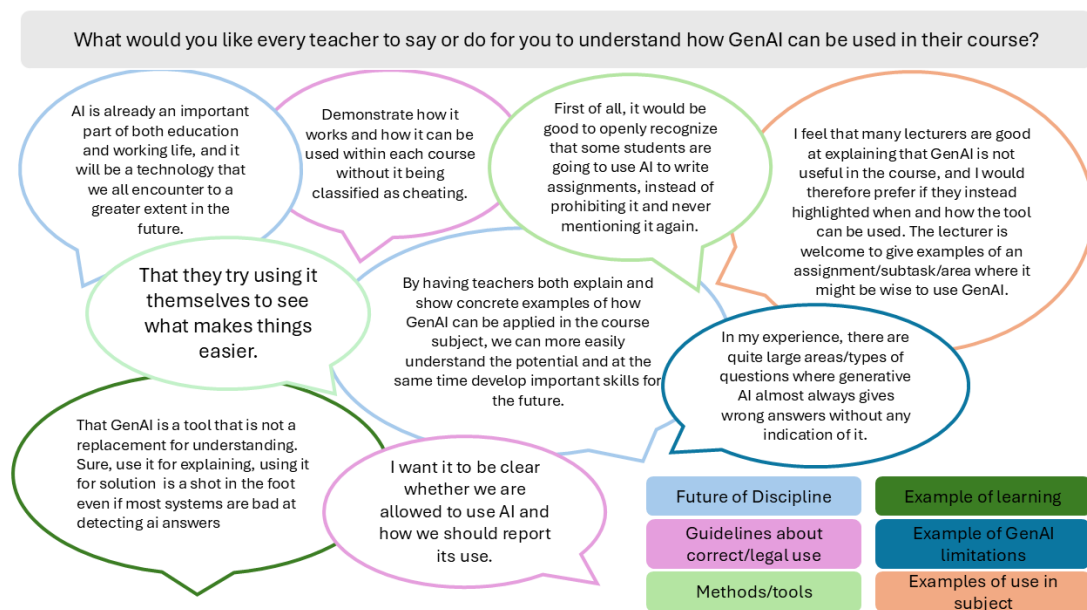 What would you like every teacher to say or do for you to understand how GenAI can be used in their course?
AI is already an important
part of both education
and working life, and it
will be a technology that
we all encounter to a
greater extent in the
future.
Demonstrate how it
works and how it can be
used within each course
without it being
classified as cheating.
First of all, it would be
good to openly recognize
that some students are
going to use AI to write
assignments, instead of
prohibiting it and never
mentioning it again.
I feel that many lecturers are good
at explaining that GenAI is not
useful in the course, and I would
therefore prefer if they instead
highlighted when and how the tool
can be used. The lecturer is
welcome to give examples of an
assignment/subtask/area where it
might be wise to use GenAI.
That they try using it
themselves to see
what makes things
easier.
By having teachers both explain and
show concrete examples of how
GenAI can be applied in the course
subject, we can more easily
understand the potential and at the
same time develop important skills for
the future.
In my experience, there are
quite large areas/types of
questions where generative
AI almost always gives
wrong answers without any
indication of it.
That GenAI is a tool that is not a
replacement for understanding.
Sure, use it for explaining, using it
for solution is a shot in the foot
even if most systems are bad at
detecting ai answers
I want it to be clear
whether we are
allowed to use AI and
how we should report
its use.
Future of Discipline
Example of learning
Guidelines about
correct/legal use
Example of GenAI
limitations
Methods/tools
Examples of use in
subject